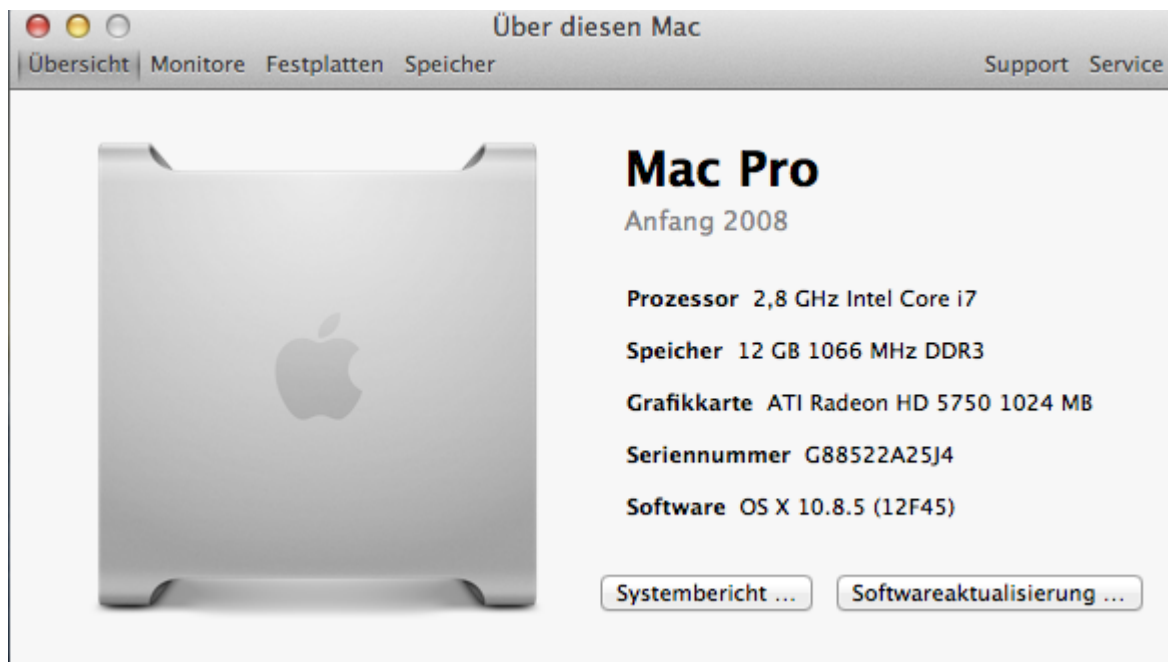 Über diesen Mac
Übersicht Monitore Festplatten Speicher Support Service
Mac Pro
Anfang 2008
Prozessor 2,8 GHz Intel Core i7
Speicher 12 GB 1066 MHz DDR3
Grafikkarte ATI Radeon HD 5750 1024 MB
Seriennummer G88522A25J4
Software OS X 10.8.5 (12F45)
Systembericht ... Softwareaktualisierung ...